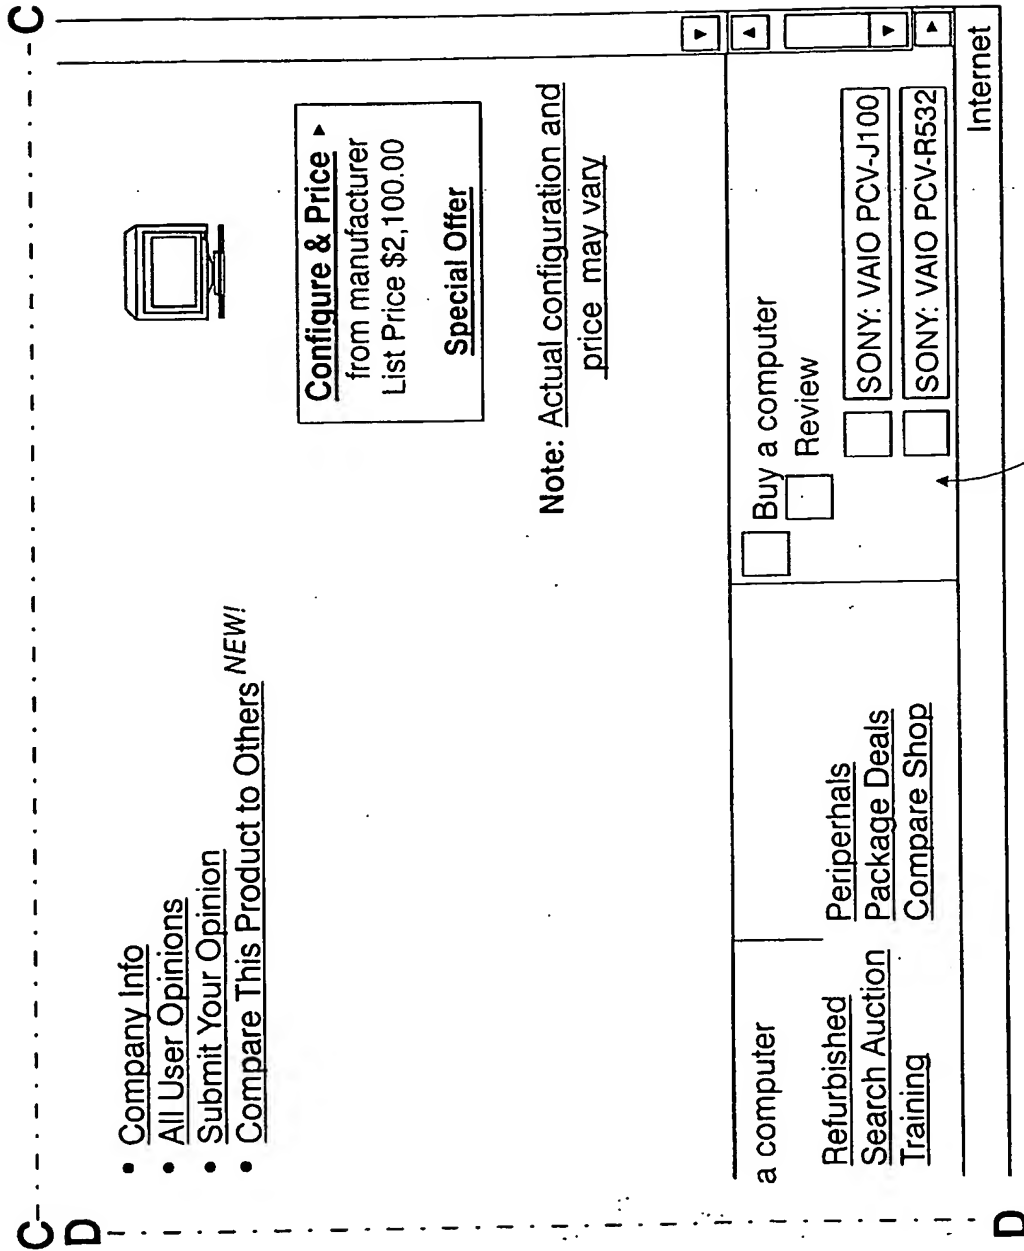 C C
D
• Company Info
• All User Opinions
• Submit Your Opinion
• Compare This Product to Others NEW!
Configure & Price ▸
from manufacturer
List Price $2,100.00
Special Offer
Note: Actual configuration and
price may vary
a computer
Refurbished
Search Auction
Training
Periperhals
Package Deals
Compare Shop
Buy a computer
Review
SONY: VAIO PCV-J100
SONY: VAIO PCV-R532
Internet
D